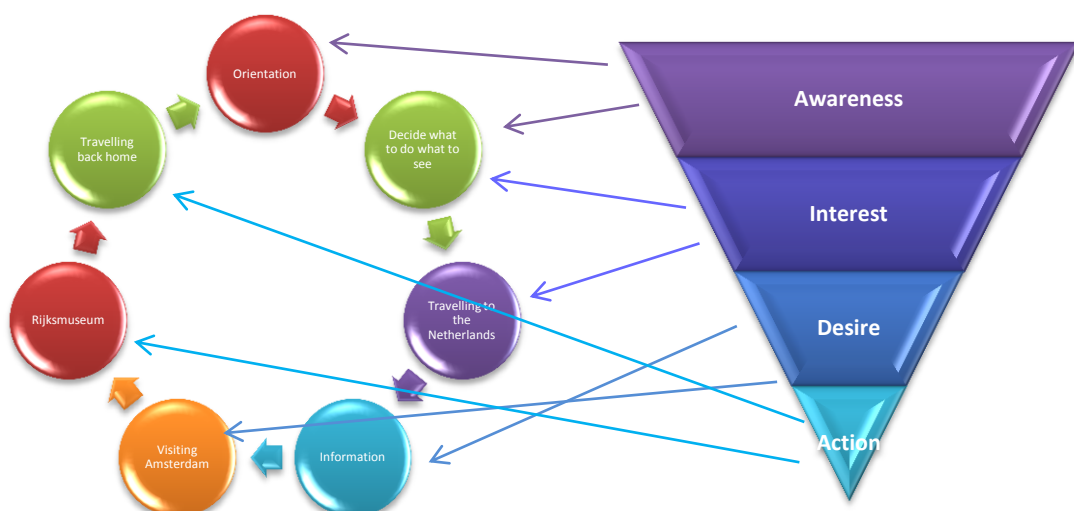 Orientation
Decide what
to do what to
see
Travelling to
the
Netherlands
Information
Visiting
Amsterdam
Rijksmuseum
Travelling
back home
Awareness
Interest
Desire
Action